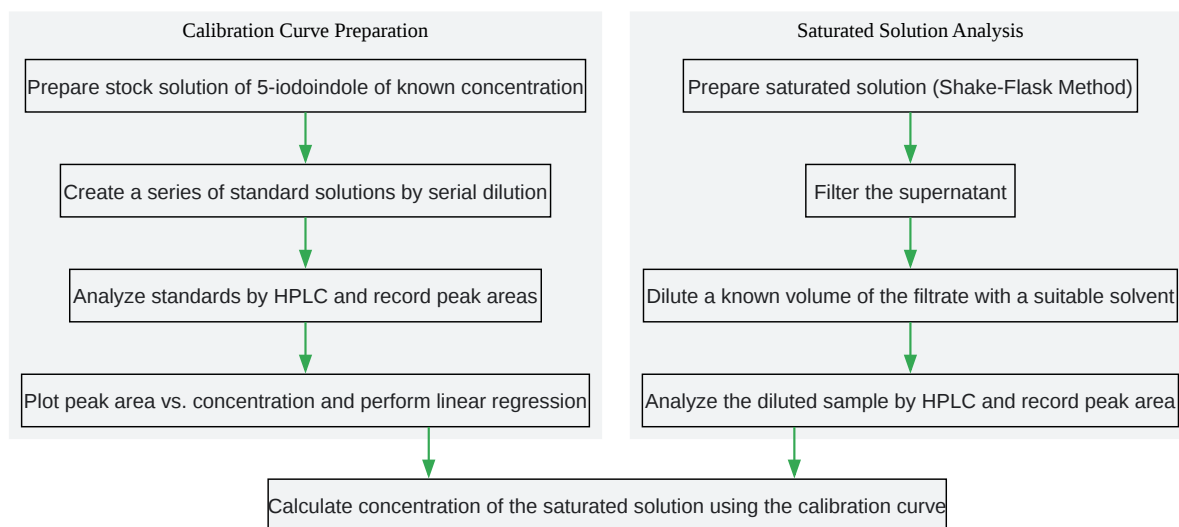 Calibration Curve Preparation
Prepare stock solution of 5-iodoindole of known concentration
Create a series of standard solutions by serial dilution
Analyze standards by HPLC and record peak areas
Plot peak area vs. concentration and perform linear regression
Saturated Solution Analysis
Prepare saturated solution (Shake-Flask Method)
Filter the supernatant
Dilute a known volume of the filtrate with a suitable solvent
Analyze the diluted sample by HPLC and record peak area
Calculate concentration of the saturated solution using the calibration curve